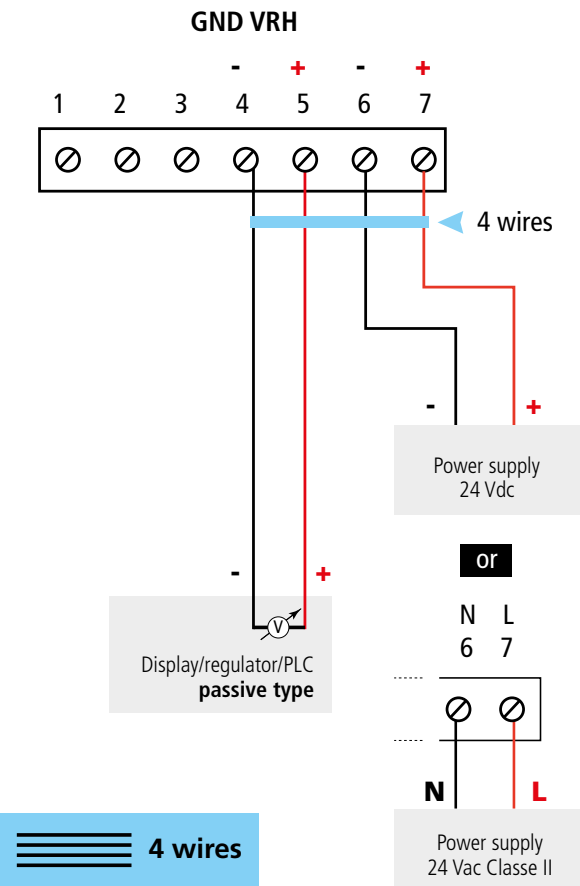 GND VRH
- + - +
1 2 3 4 5 6 7
4 wires
- +
Power supply
24 Vdc
or
- +
V
Display/regulator/PLC
passive type
N L
6 7
N L
4 wires
Power supply
24 Vac Classe II